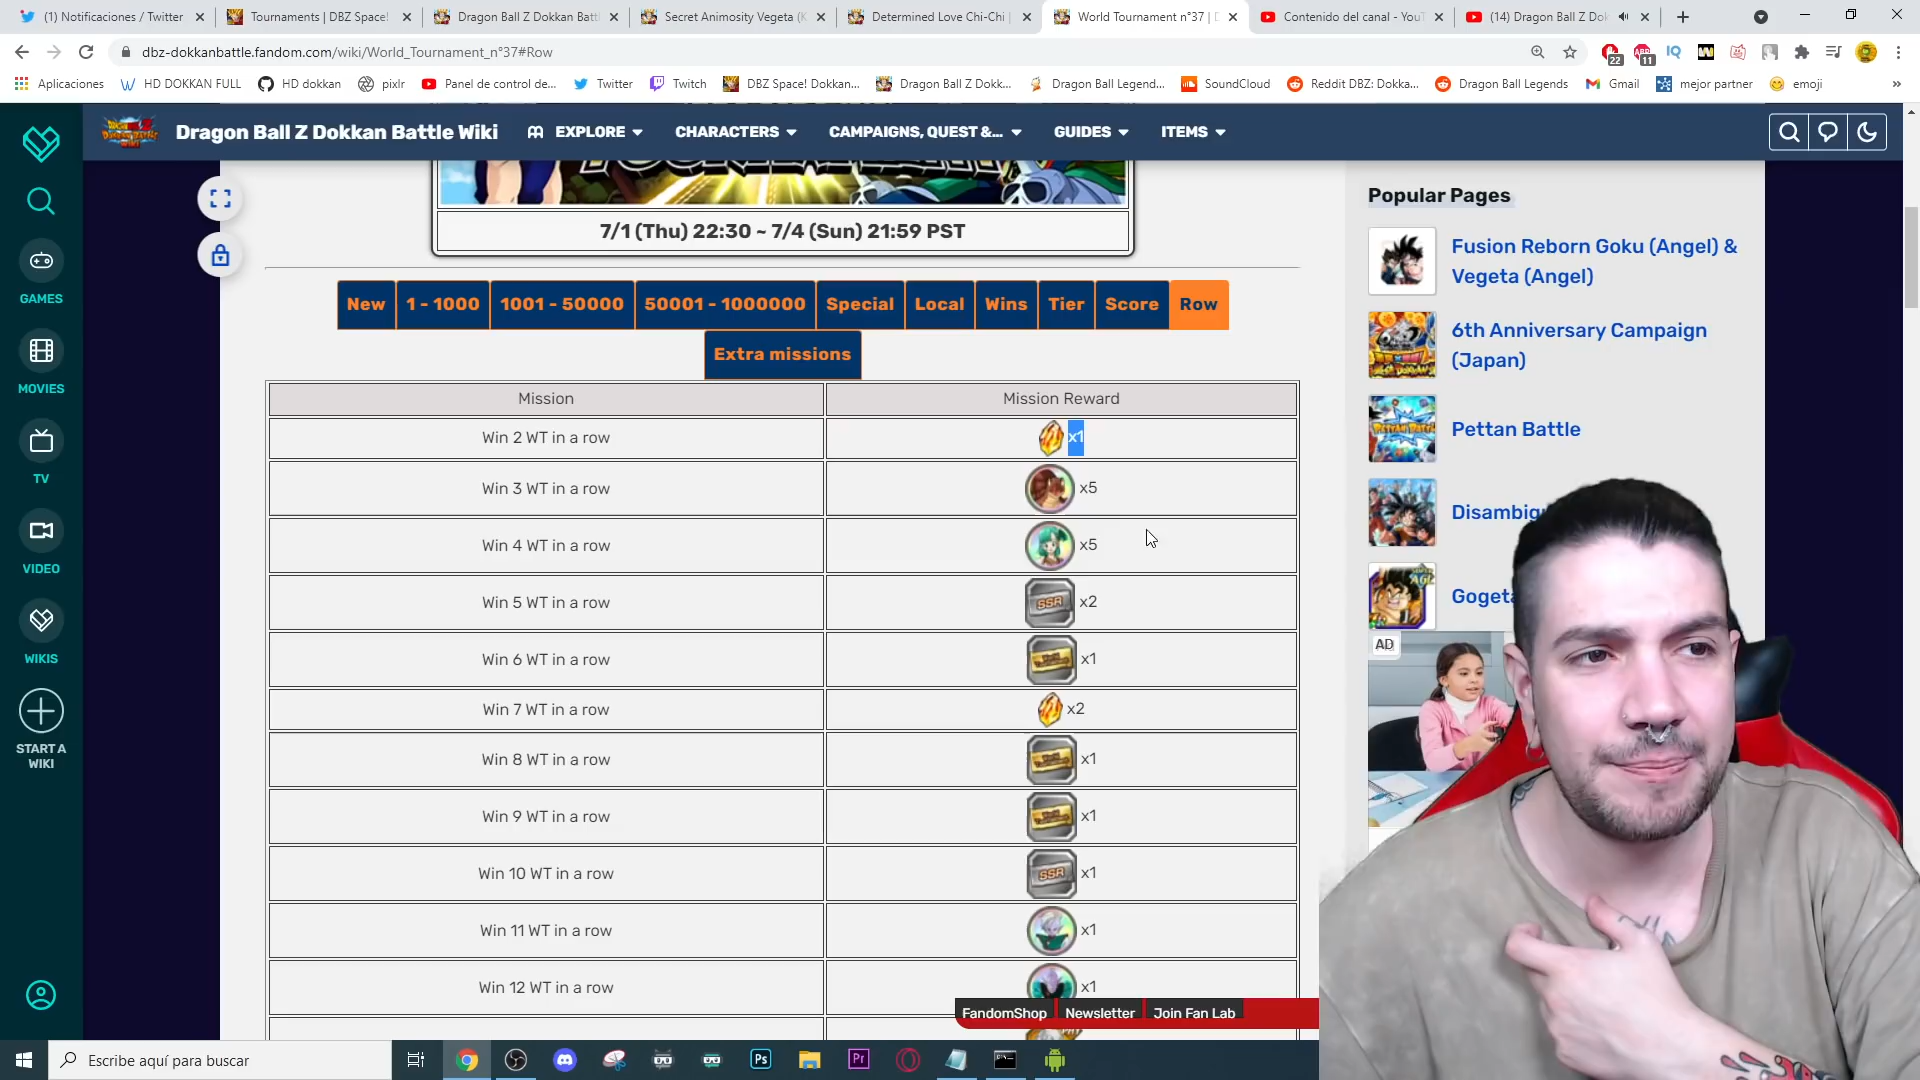 (1) Notificaciones / Twitter
Tournaments | DBZ Space!
Dragon Ball Z Dokkan Battl
Secret Animosity Vegeta (K
Determined Love Chi-Chi |
World Tournament n°37 | D
Contenido del canal - YouT
(14) Dragon Ball Z Dok
dbz-dokkanbattle.fandom.com/wiki/World_Tournament_n°37#Row
22
11
IQ
Aplicaciones
HD DOKKAN FULL
HD dokkan
pixlr
Panel de control de...
Twitter
Twitch
DBZ Space! Dokkan...
Dragon Ball Z Dokk...
Dragon Ball Legend...
SoundCloud
Reddit DBZ: Dokka...
Dragon Ball Legends
Gmail
mejor partner
emoji
Dragon Ball Z Dokkan Battle Wiki
EXPLORE
CHARACTERS
CAMPAIGNS, QUEST &...
GUIDES
ITEMS
GAMES
MOVIES
TV
VIDEO
WIKIS
START A
WIKI
7/1 (Thu) 22:30 ~ 7/4 (Sun) 21:59 PST
New
1 - 1000
1001 - 50000
50001 - 1000000
Special
Local
Wins
Tier
Score
Row
Extra missions
Mission
Mission Reward
Win 2 WT in a row
x1
Win 3 WT in a row
x5
Win 4 WT in a row
x5
Win 5 WT in a row
SSR
x2
Win 6 WT in a row
x1
Win 7 WT in a row
x2
Win 8 WT in a row
x1
Win 9 WT in a row
x1
Win 10 WT in a row
SSR
x1
Win 11 WT in a row
x1
Win 12 WT in a row
x1
Popular Pages
Fusion Reborn Goku (Angel) &
Vegeta (Angel)
6th Anniversary Campaign
(Japan)
Pettan Battle
Disambig
Gogeta
AD
FandomShop
Newsletter
Join Fan Lab
Escribe aquí para buscar
Ps
Pr